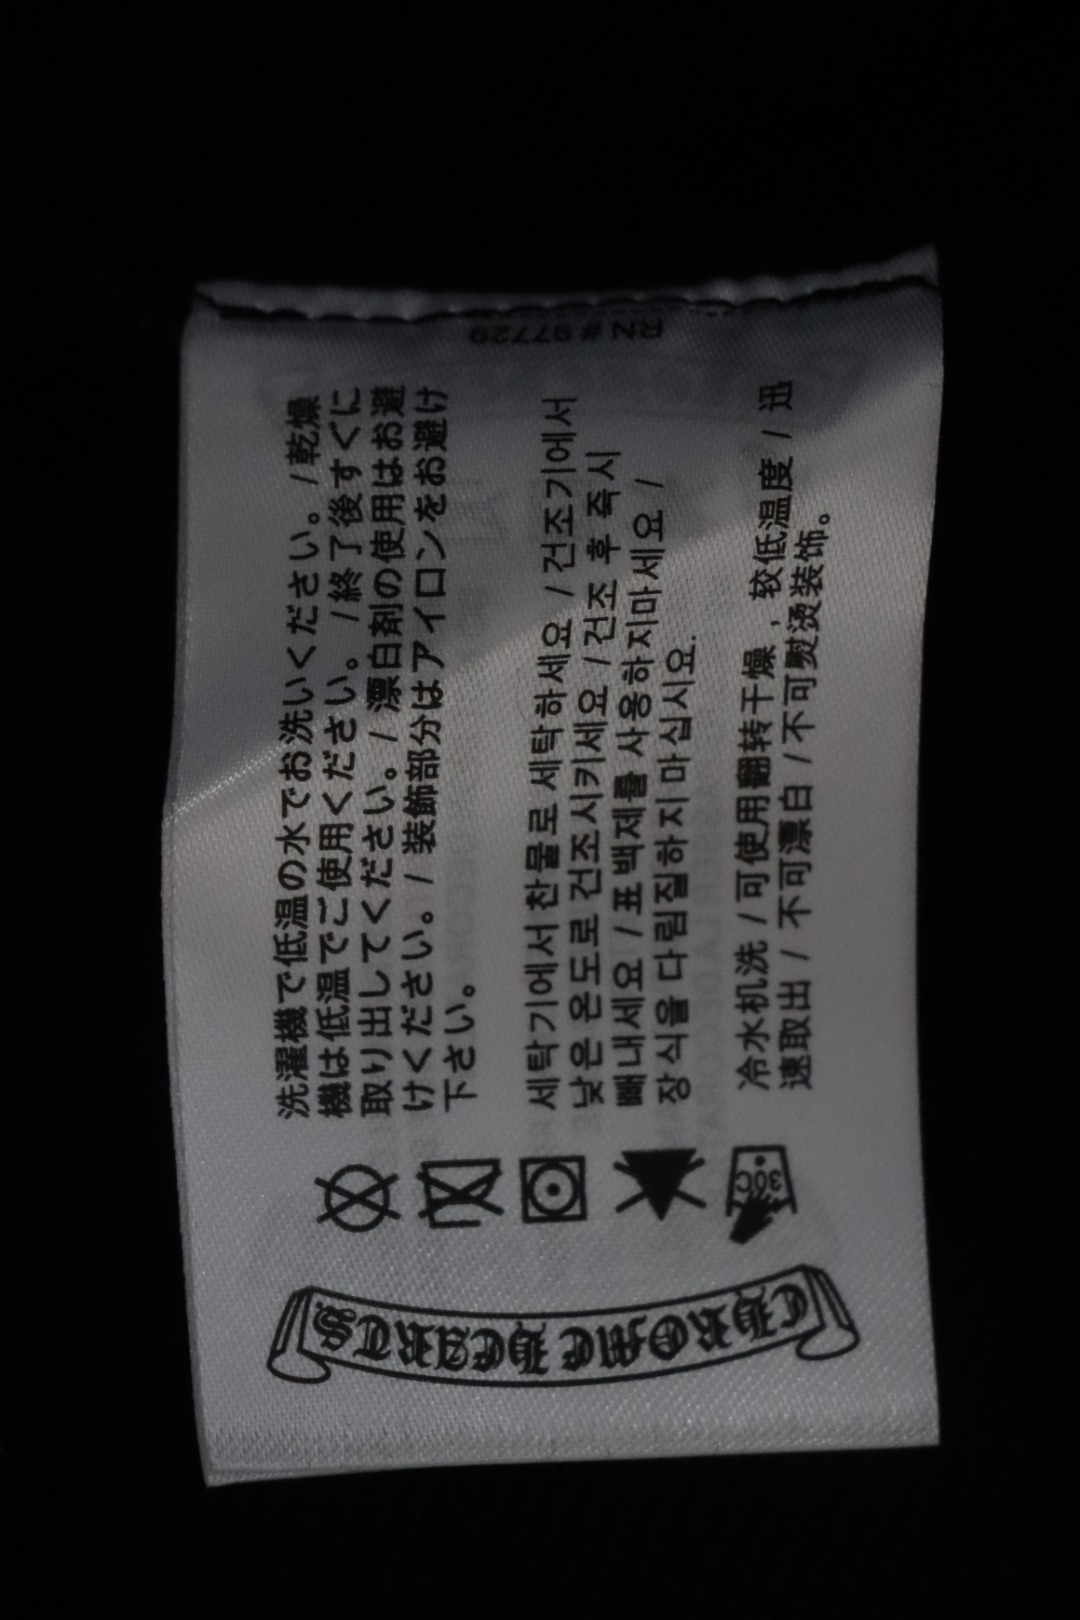 洗濯機で低温の水でお洗いください。/乾燥
機は低温でご使用ください。/終了後すぐに
取り出してください。/ 漂白剤の使用はお避
けください。/ 装飾部分はアイロンをお避け
下さい。
세탁기에서 찬물로 세탁하세요 / 건조기에서
낮은 온도로 건조시키세요 / 건조 후 즉시
빼내세요 / 표백제를 사용하지마세요 /
장식을 다림질하지 마십시요.
冷水机洗 / 可使用翻转干燥，较低温度 / 迅
速取出 / 不可漂白 / 不可熨烫装饰。
30C
CHROME HEARTS
RN # 97729